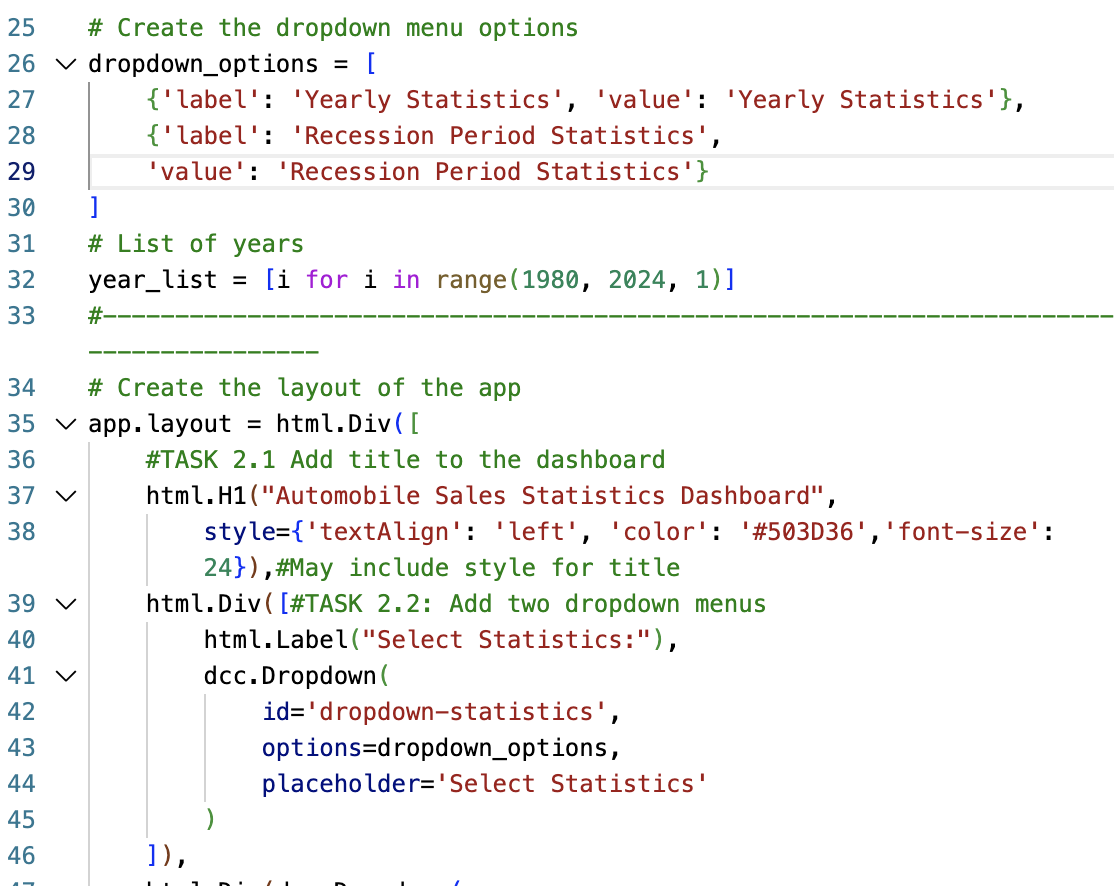 25 # Create the dropdown menu options
26 dropdown_options = [
27 {'label': 'Yearly Statistics', 'value': 'Yearly Statistics'},
28 {'label': 'Recession Period Statistics',
29 'value': 'Recession Period Statistics'}
30 ]
31 # List of years
32 year_list = [i for i in range(1980, 2024, 1)]
33 #----------------------------------------------------------------------
----------------
34 # Create the layout of the app
35 app.layout = html.Div([
36 #TASK 2.1 Add title to the dashboard
37 html.H1("Automobile Sales Statistics Dashboard",
38 style={'textAlign': 'left', 'color': '#503D36','font-size':
24}),#May include style for title
39 html.Div([#TASK 2.2: Add two dropdown menus
40 html.Label("Select Statistics:"),
41 dcc.Dropdown(
42 id='dropdown-statistics',
43 options=dropdown_options,
44 placeholder='Select Statistics'
45 )
46 ]),